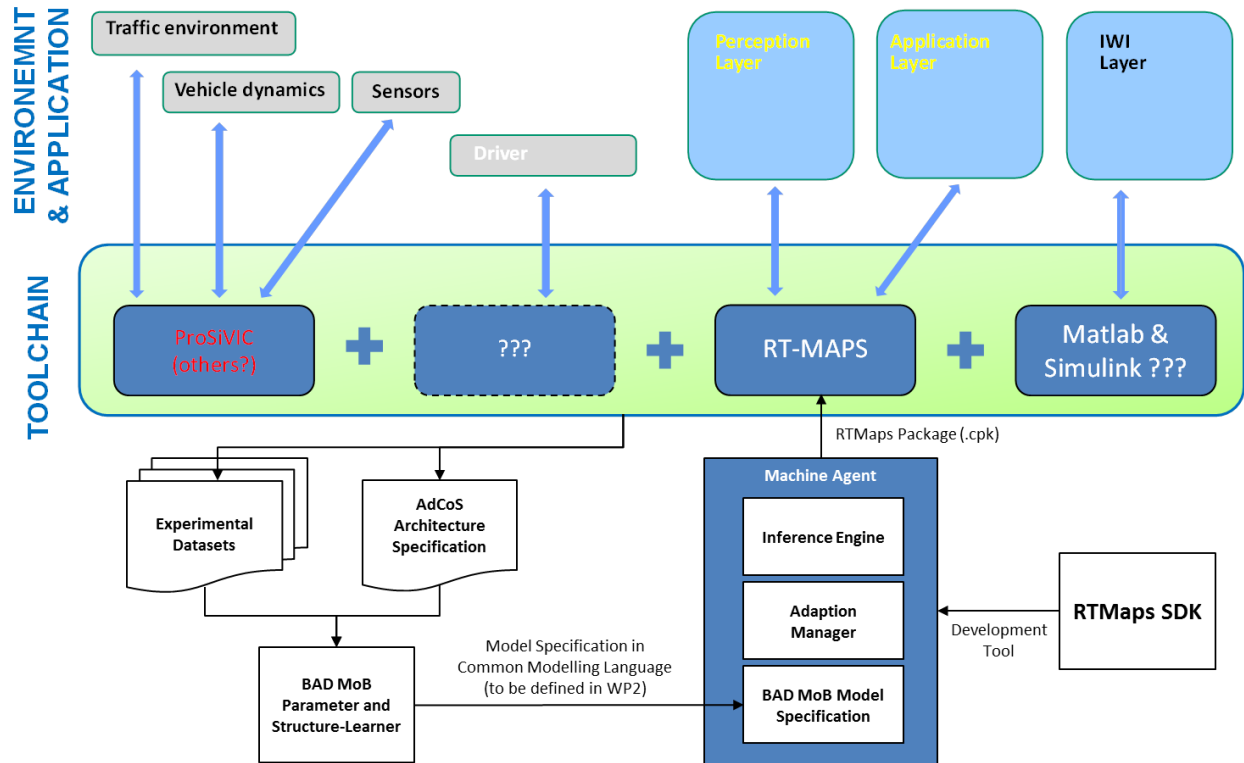 ENVIRONEMNT
& APPLICATION
Traffic environment
Vehicle dynamics
Sensors
Driver
Perception
Layer
Application
Layer
IWI
Layer
TOOLCHAIN
ProSiVIC
(others?)
???
RT-MAPS
Matlab &
Simulink ???
RTMaps Package (.cpk)
Experimental
Datasets
AdCoS
Architecture
Specification
Machine Agent
Inference Engine
Adaption
Manager
BAD MoB Model
Specification
Development
Tool
RTMaps SDK
BAD MoB
Parameter and
Structure-Learner
Model Specification in
Common Modelling Language
(to be defined in WP2)